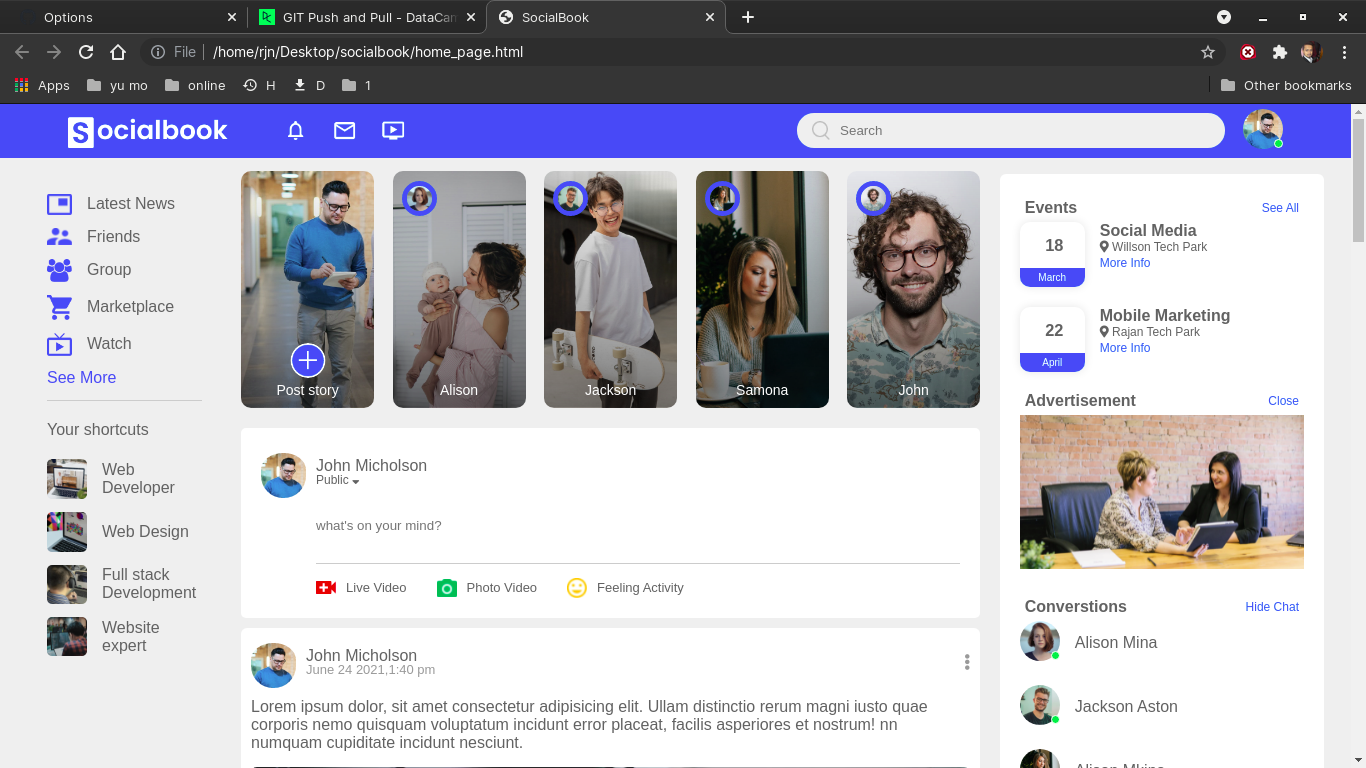 Options
GIT Push and Pull - DataCam
SocialBook
File
/home/rjn/Desktop/socialbook/home_page.html
Apps
yu mo
online
H
D
1
Other bookmarks
Socialbook
Search
Latest News
Friends
Group
Marketplace
Watch
See More
Your shortcuts
Web
Developer
Web Design
Full stack
Development
Website
expert
Post story
Alison
Jackson
Samona
John
John Micholson
Public
what's on your mind?
Live Video
Photo Video
Feeling Activity
John Micholson
June 24 2021,1:40 pm
Lorem ipsum dolor, sit amet consectetur adipisicing elit. Ullam distinctio rerum magni iusto quae
corporis nemo quisquam voluptatum incidunt error placeat, facilis asperiores et nostrum! nn
numquam cupiditate incidunt nesciunt.
Events
See All
18
March
Social Media
Willson Tech Park
More Info
22
April
Mobile Marketing
Rajan Tech Park
More Info
Advertisement
Close
Converstions
Hide Chat
Alison Mina
Jackson Aston